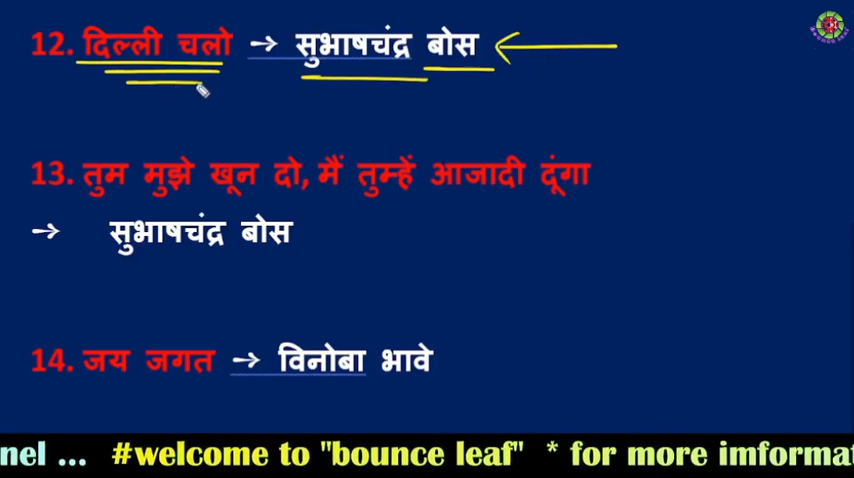 12. दिल्ली चलो → सुभाषचंद्र बोस
13. तुम मुझे खून दो, मैं तुम्हें आजादी दूंगा
→ सुभाषचंद्र बोस
14. जय जगत → विनोबा भावे
nel ... #welcome to "bounce leaf" * for more imformat